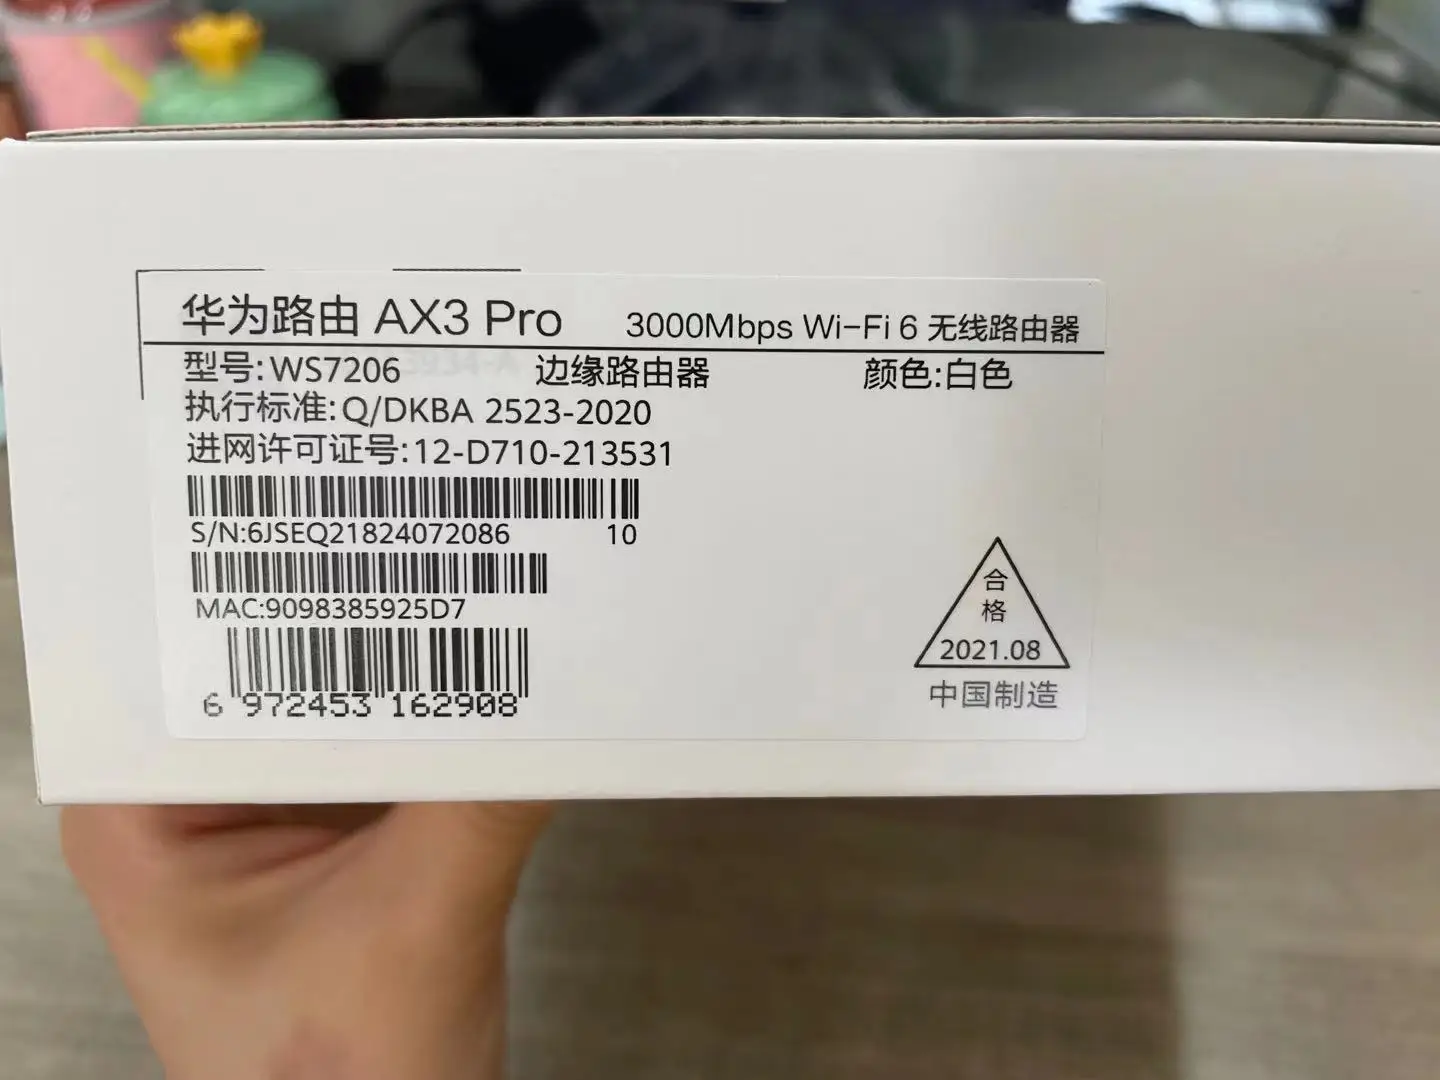 华为路由 AX3 Pro 3000Mbps Wi-Fi 6 无线路由器
型号:WS7206 边缘路由器 颜色:白色
执行标准:Q/DKBA 2523-2020
进网许可证号:12-D710-213531
S/N:6JSEQ21824072086 10
MAC:9098385925D7
6 972453 162908
合
格
2021.08
中国制造